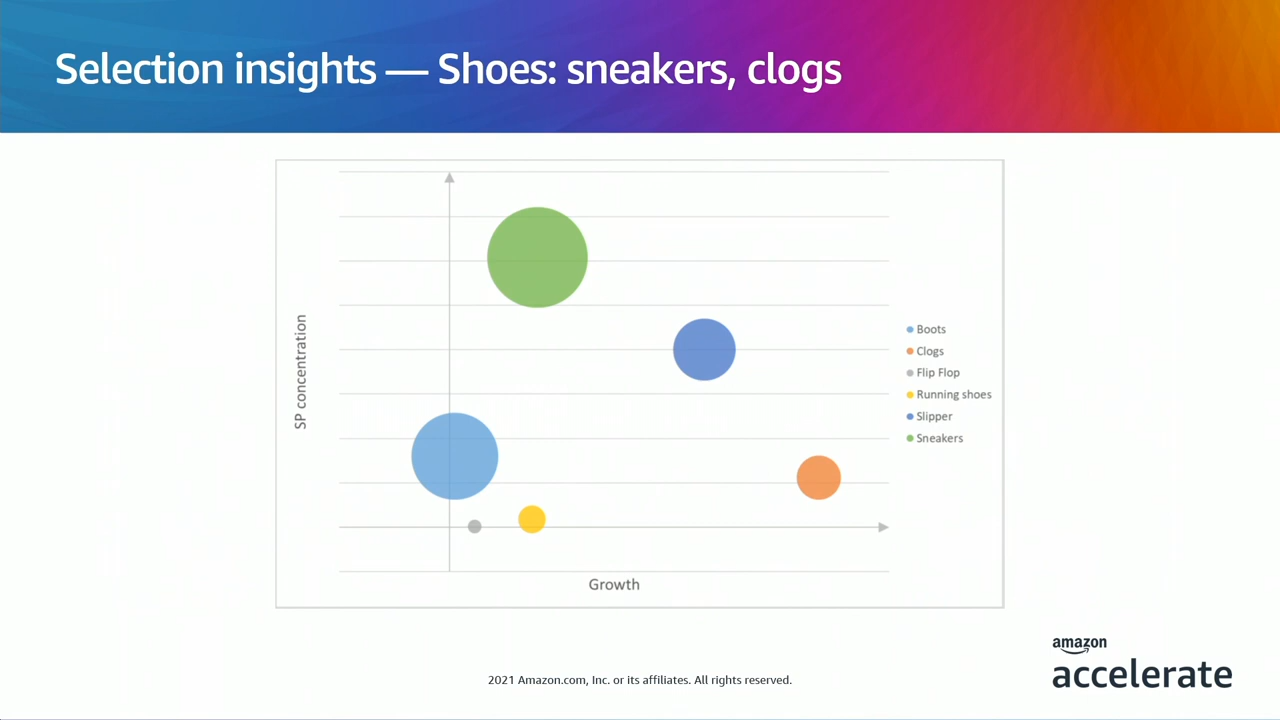 Selection insights — Shoes: sneakers, clogs
SP concentration
Boots
Clogs
Flip Flop
Running shoes
Slipper
Sneakers
Growth
amazon
accelerate
2021 Amazon.com, Inc. or its affiliates. All rights reserved.